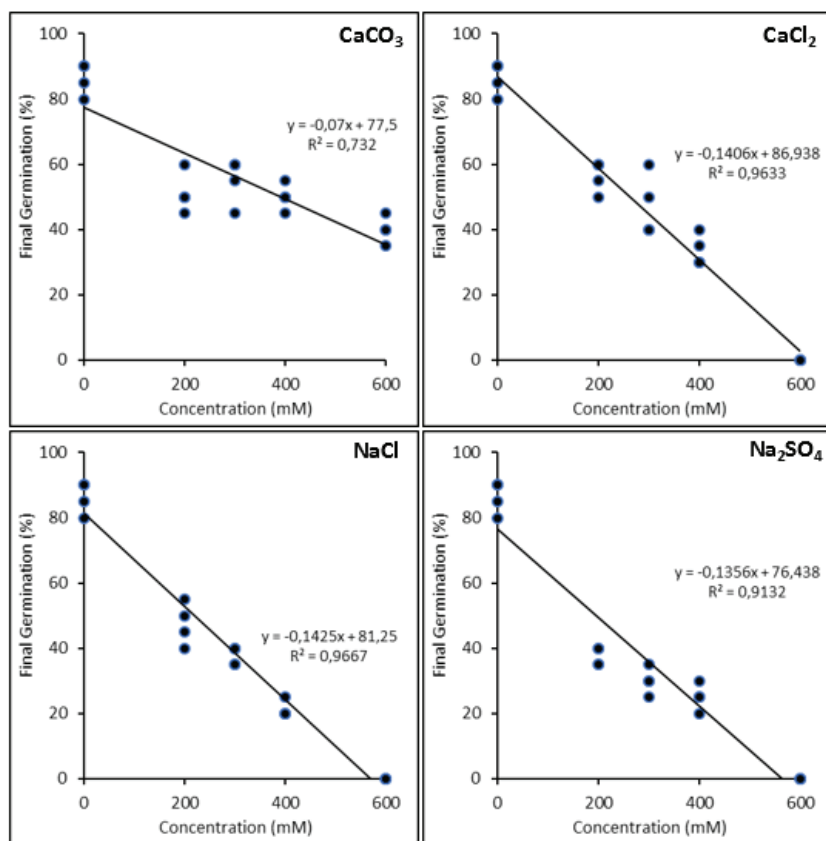 CaCO₃
100
80
60
40
20
0
Final Germination (%)
y = -0,07x + 77,5
R² = 0,732
0 200 400 600
Concentration (mM)
CaCl₂
100
80
60
40
20
0
Final Germination (%)
y = -0,1406x + 86,938
R² = 0,9633
0 200 400 600
Concentration (mM)
NaCl
100
80
60
40
20
0
Final Germination (%)
y = -0,1425x + 81,25
R² = 0,9667
0 200 400 600
Concentration (mM)
Na₂SO₄
100
80
60
40
20
0
Final Germination (%)
y = -0,1356x + 76,438
R² = 0,9132
0 200 400 600
Concentration (mM)